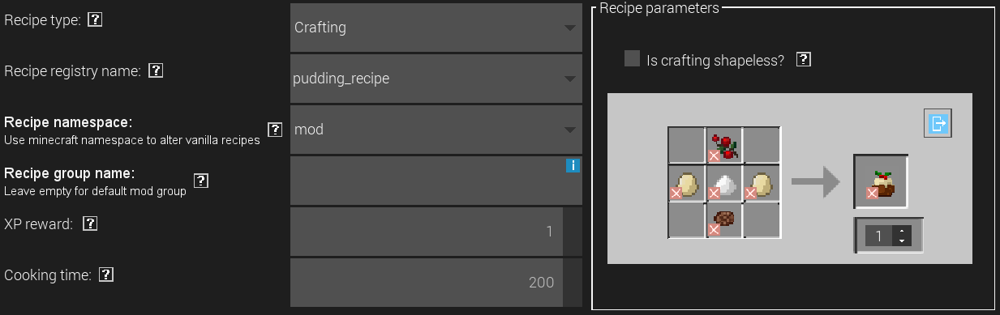 Recipe type: ?
Crafting
Recipe registry name: ?
pudding_recipe
Recipe namespace:
Use minecraft namespace to alter vanilla recipes ?
mod
Recipe group name:
Leave empty for default mod group ?
i
XP reward: ?
1
Cooking time: ?
200
Recipe parameters
Is crafting shapeless? ?
1